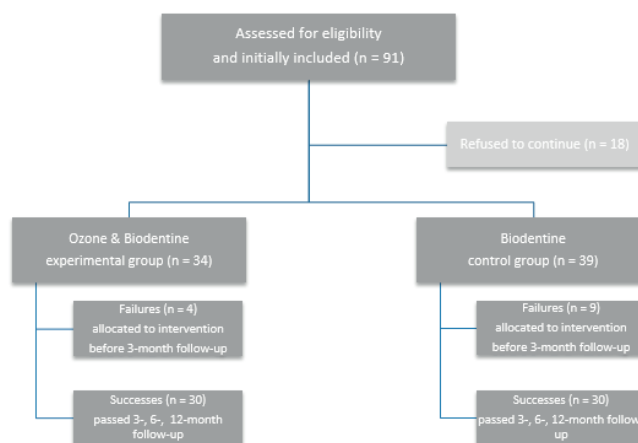 Assessed for eligibility
and initially included (n = 91)
Refused to continue (n = 18)
Ozone & Biodentine
experimental group (n = 34)
Biodentine
control group (n = 39)
Failures (n = 4)
allocated to intervention
before 3-month follow-up
Failures (n = 9)
allocated to intervention
before 3-month follow-up
Successes (n = 30)
passed 3-, 6-, 12-month
follow-up
Successes (n = 30)
passed 3-, 6-, 12-month follow
up